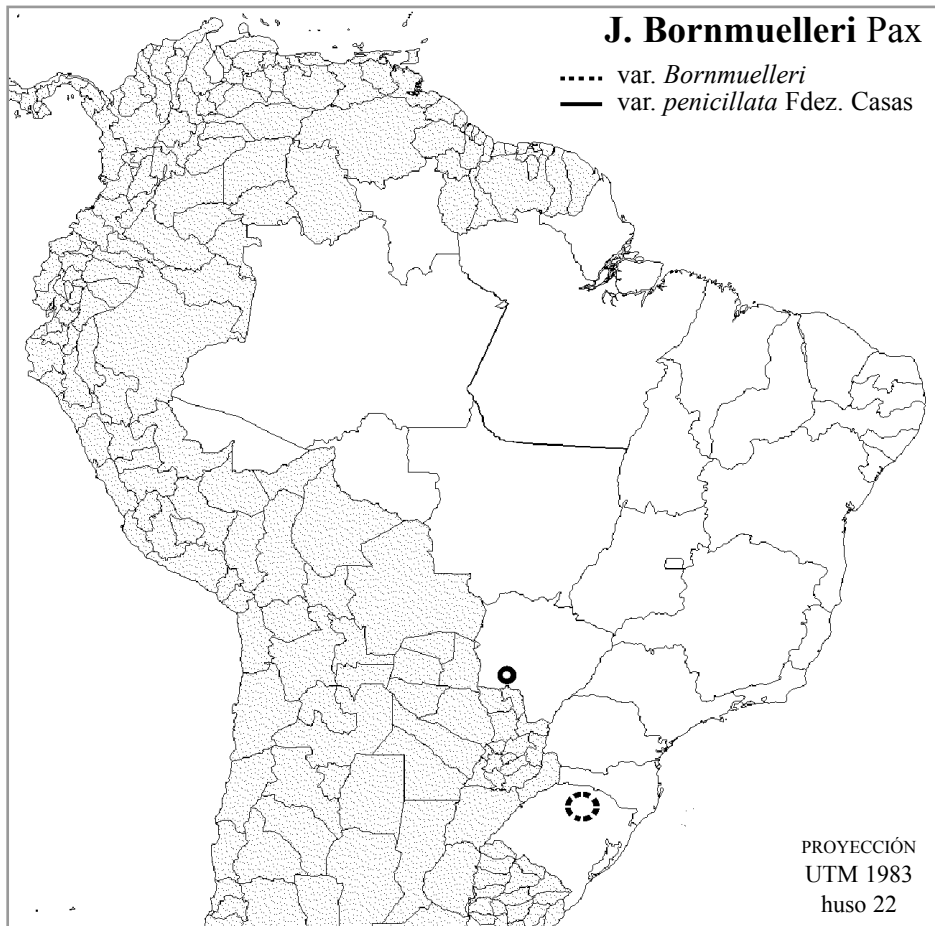 J. Bornmuelleri Pax
var. Bornmuelleri
var. penicillata Fdez. Casas
PROYECCIÓN
UTM 1983
huso 22